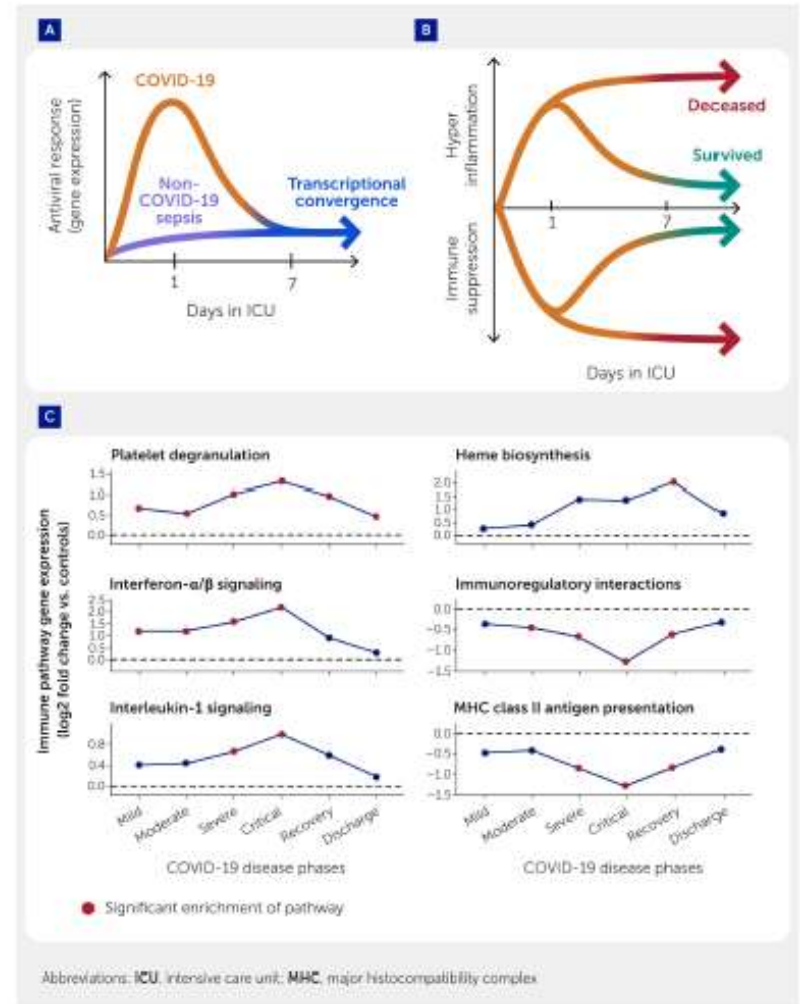 A
Antiviral response
(gene expression)
COVID-19
Non-
COVID-19
sepsis
Transcriptional
convergence
1
7
Days in ICU
B
Hyper
inflammation
Immune
suppression
Deceased
Survived
1
7
Days in ICU
C
Immune pathway gene expression
(log2 fold change vs. controls)
Platelet degranulation
1.5
1.0
0.5
0.0
Heme biosynthesis
2.0
1.5
1.0
0.5
0.0
Interferon-α/β signaling
2.5
2.0
1.5
1.0
0.5
0.0
Immunoregulatory interactions
0.0
−0.5
−1.0
−1.5
Interleukin-1 signaling
0.8
0.4
0.0
MHC class II antigen presentation
0.0
−0.5
−1.0
−1.5
Mild
Moderate
Severe
Critical
Recovery
Discharge
COVID-19 disease phases
Mild
Moderate
Severe
Critical
Recovery
Discharge
COVID-19 disease phases
Significant enrichment of pathway
Abbreviations: ICU, intensive care unit; MHC, major histocompatibility complex